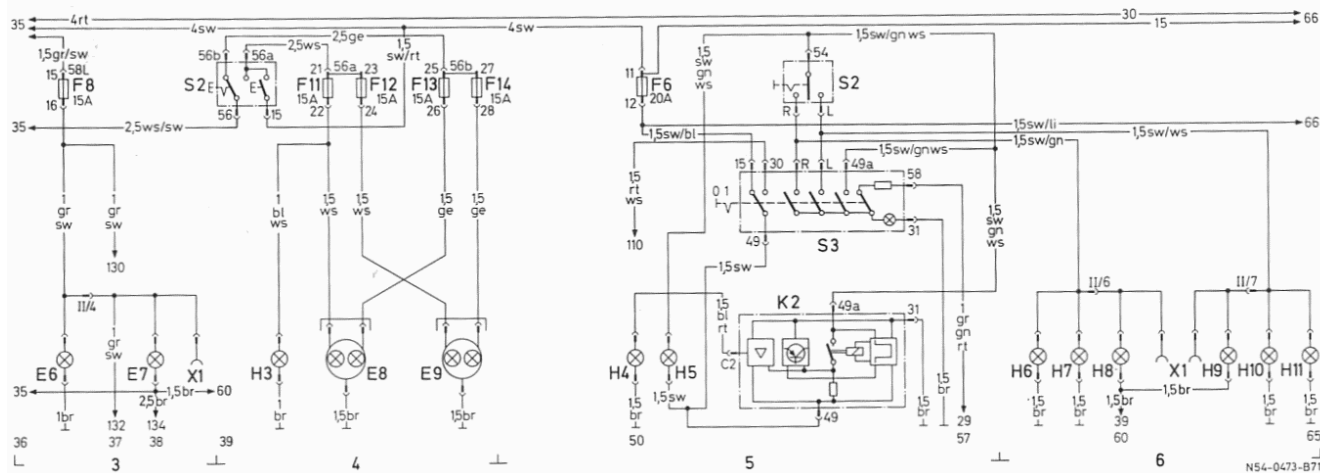 35 4rt 30 66
4sw 4sw 15
1,5gr/sw 2,5ge 1,5 sw/rt 1,5sw/gn ws
56b 56a 2,5ws 54
15 58L 21 56a 23 25 56b 27 11 1,5 sw gn ws
F8 15A S2 E E F11 15A F12 15A F13 15A F14 15A F6 20A S2
16 56 15 22 24 26 28 12 R L
35 2,5ws/sw 1,5sw/li 66
1,5sw/bl 1,5sw/ws
1,5sw/gn
1,5sw/gnws
15 30 R L 49a
1 gr sw 1 gr sw 1 bl ws 1,5 ws 1,5 ws 1,5 ge 1,5 ge 1,5 rt ws 0 1 58 1,5 sw gn ws
31
130 110 49 S3
1,5sw
II/4 II/6 II/7
1 gr sw 1,5 bl rt K2 49a 31 1 gr gn rt
C2
E6 E7 X1 H3 E8 E9 H4 H5 H6 H7 H8 X1 H9 H10 H11
35 1,5br 60 1,5sw 1,5br 1,5br
1br 2,5br 1 br 1,5br 1,5br 1,5 br 49 1,5 br 1,5 br 1,5 br 1,5br 1,5 br 1,5 br
132 134 29 39
36 37 38 39 50 57 60 65
3 4 5 6
N54-0473-B71